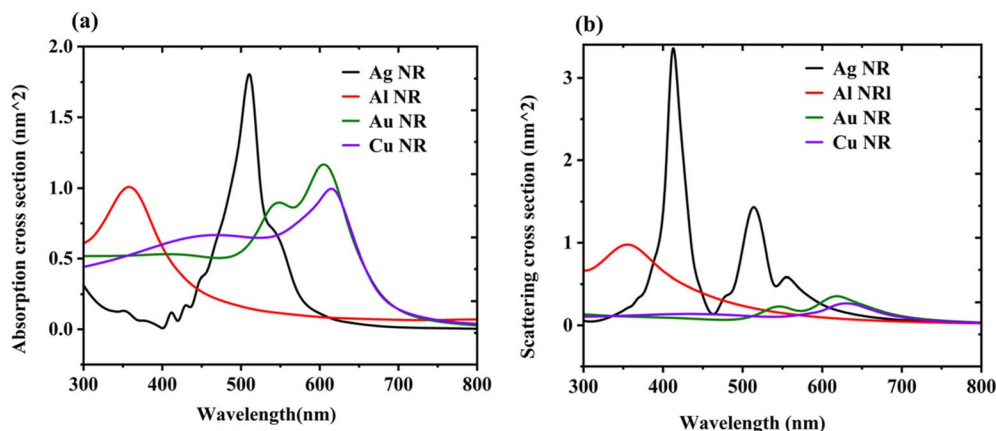 (a)
Absorption cross section (nm^2)
2.0
1.5
1.0
0.5
0.0
Ag NR
Al NR
Au NR
Cu NR
300 400 500 600 700 800
Wavelength(nm)
(b)
Scattering cross section (nm^2)
3
2
1
0
Ag NR
Al NRl
Au NR
Cu NR
300 400 500 600 700 800
Wavelength (nm)